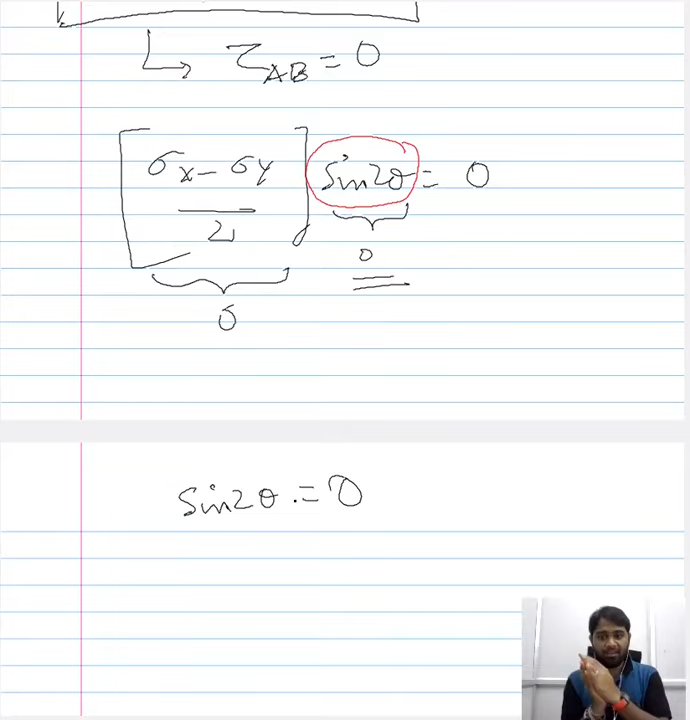 ↳ τ_AB = 0
[σx - σy / 2] sin2θ = 0
0
0
sin2θ = 0